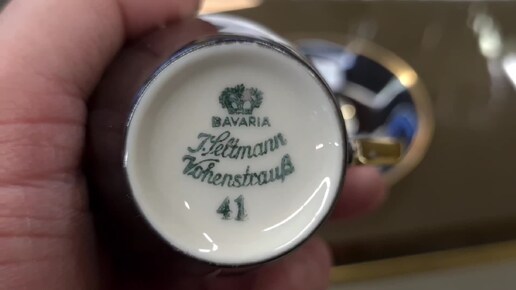 BAVARIA
J.Seltmann
Vohenstrauß
41